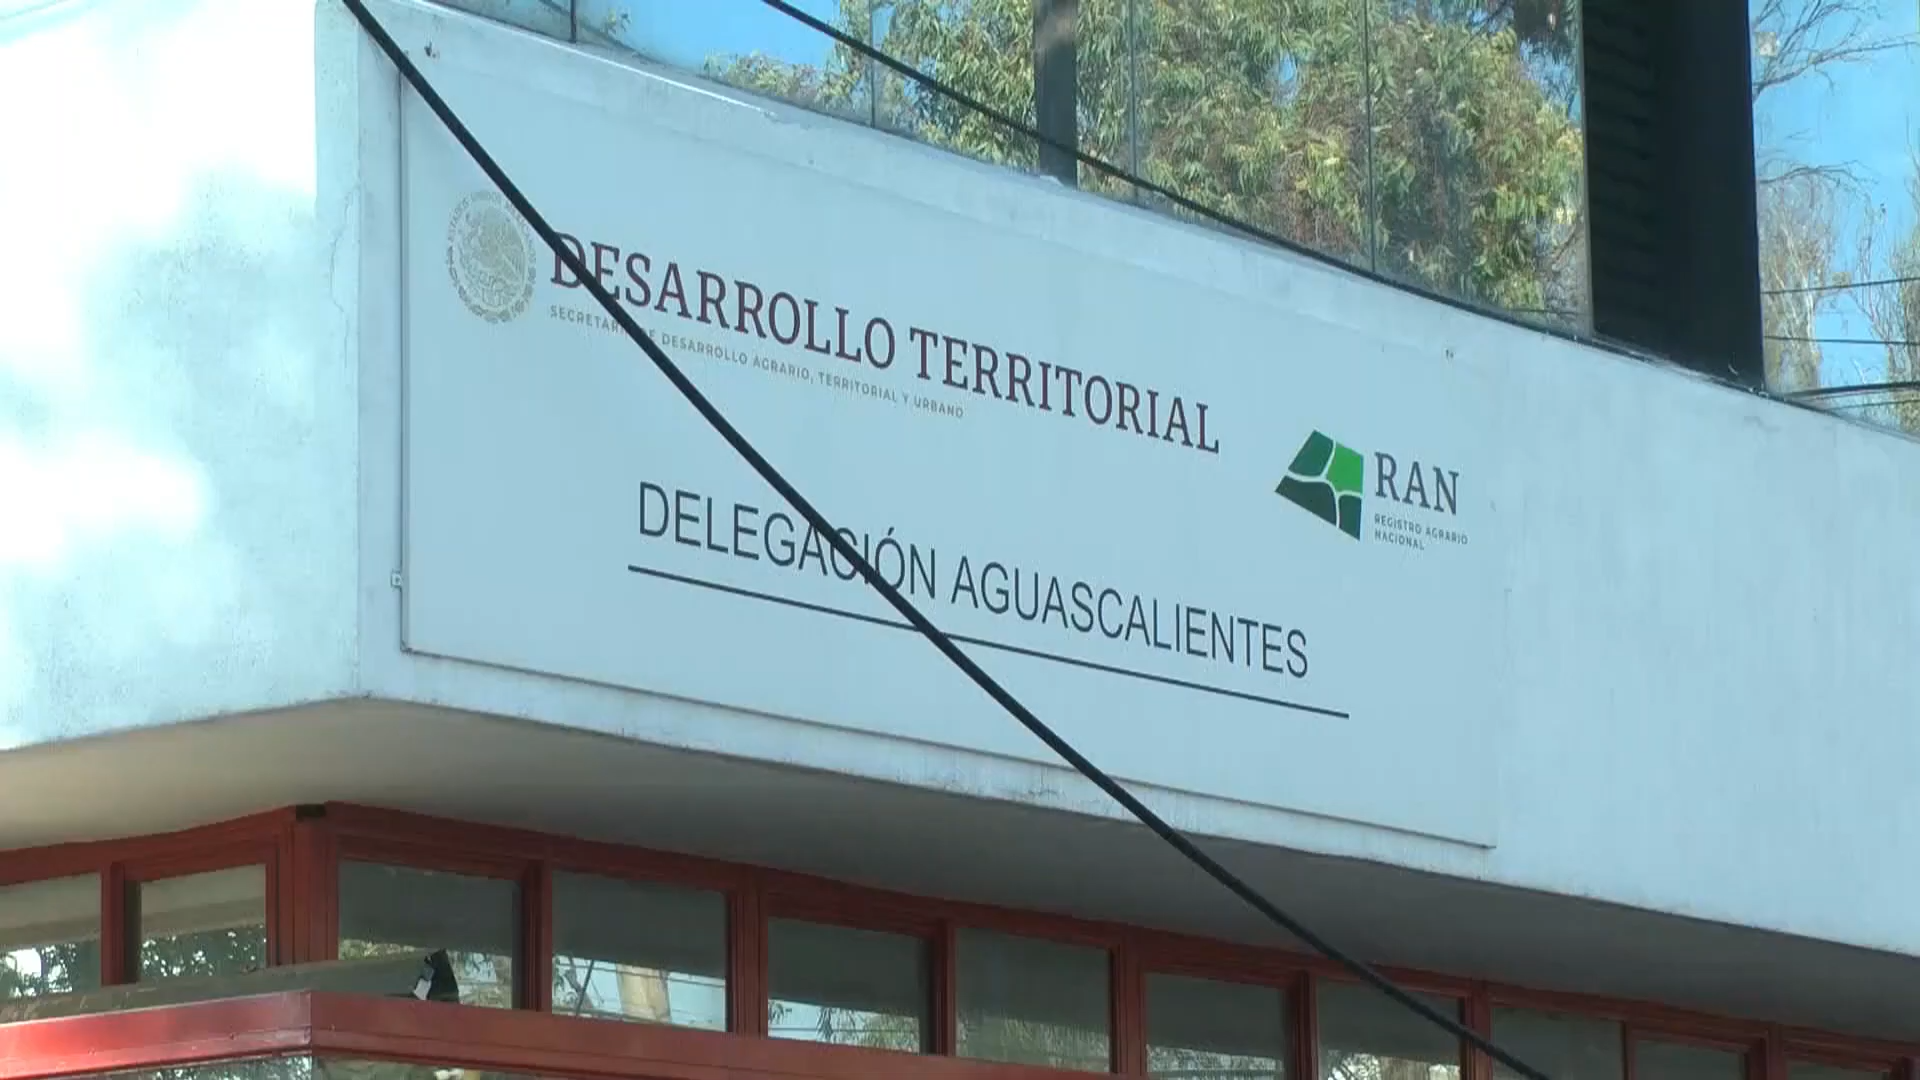 DESARROLLO TERRITORIAL
SECRETARÍA DE DESARROLLO AGRARIO, TERRITORIAL Y URBANO
RAN
REGISTRO AGRARIO
NACIONAL
DELEGACIÓN AGUASCALIENTES